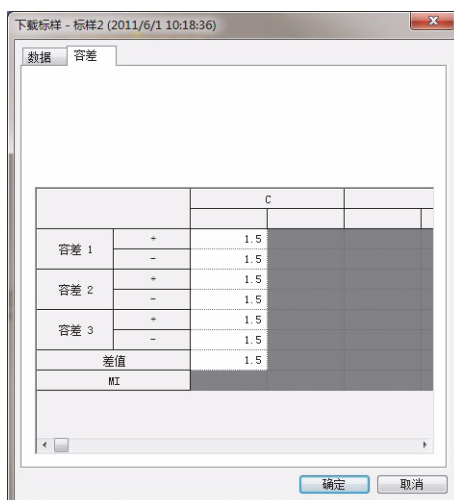 下载标样 - 标样2 (2011/6/1 10:18:36)
数据 容差
C
容差 1 + 1.5
- 1.5
容差 2 + 1.5
- 1.5
容差 3 + 1.5
- 1.5
差值 1.5
MI
确定 取消